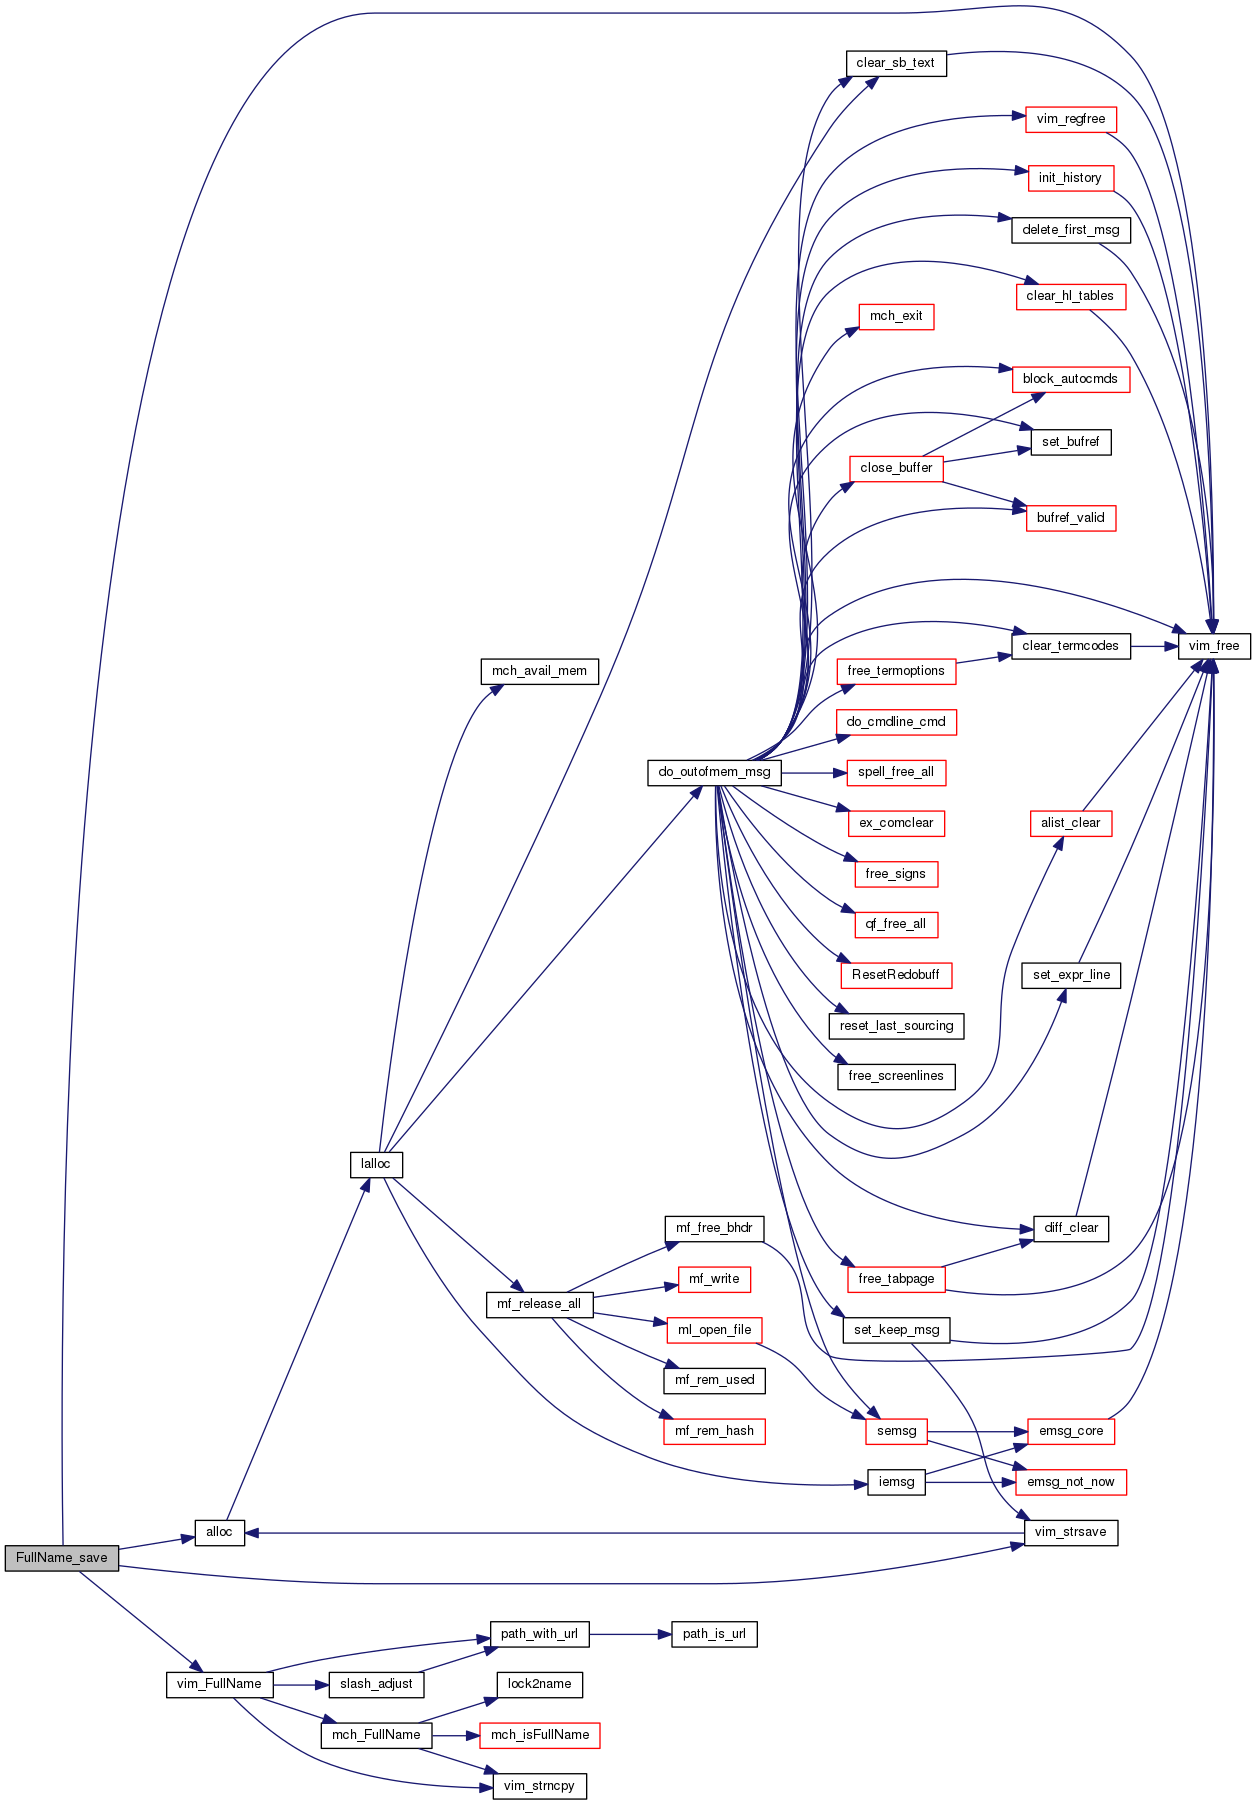 clear_sb_text
vim_regfree
init_history
delete_first_msg
clear_hl_tables
mch_exit
block_autocmds
set_bufref
close_buffer
bufref_valid
clear_termcodes
vim_free
free_termoptions
mch_avail_mem
do_cmdline_cmd
do_outofmem_msg
spell_free_all
ex_comclear
alist_clear
free_signs
qf_free_all
ResetRedobuff
set_expr_line
reset_last_sourcing
free_screenlines
lalloc
mf_free_bhdr
diff_clear
free_tabpage
mf_write
mf_release_all
ml_open_file
set_keep_msg
mf_rem_used
mf_rem_hash
semsg
emsg_core
iemsg
emsg_not_now
alloc
vim_strsave
FullName_save
path_with_url
path_is_url
vim_FullName
slash_adjust
lock2name
mch_FullName
mch_isFullName
vim_strncpy